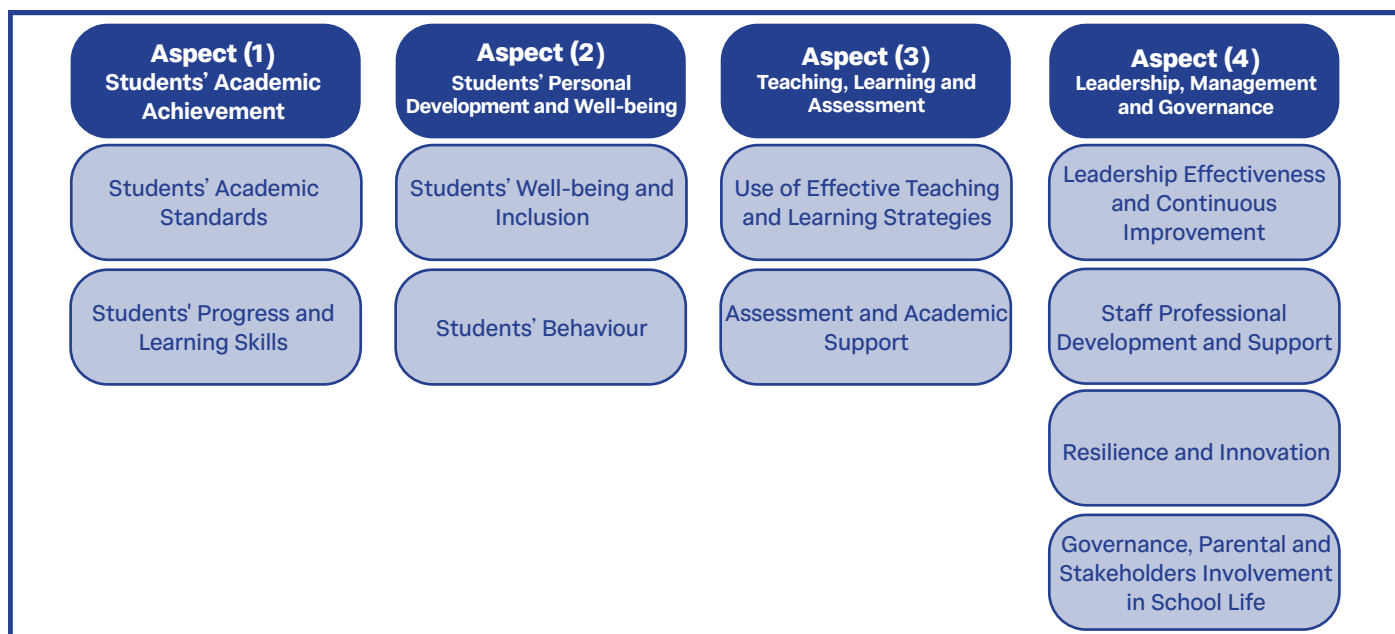 Aspect (1)
Students’ Academic
Achievement
Students’ Academic
Standards
Students' Progress and
Learning Skills
Aspect (2)
Students’ Personal
Development and Well-being
Students’ Well-being and
Inclusion
Students’ Behaviour
Aspect (3)
Teaching, Learning and
Assessment
Use of Effective Teaching
and Learning Strategies
Assessment and Academic
Support
Aspect (4)
Leadership, Management
and Governance
Leadership Effectiveness
and Continuous
Improvement
Staff Professional
Development and Support
Resilience and Innovation
Governance, Parental and
Stakeholders Involvement
in School Life